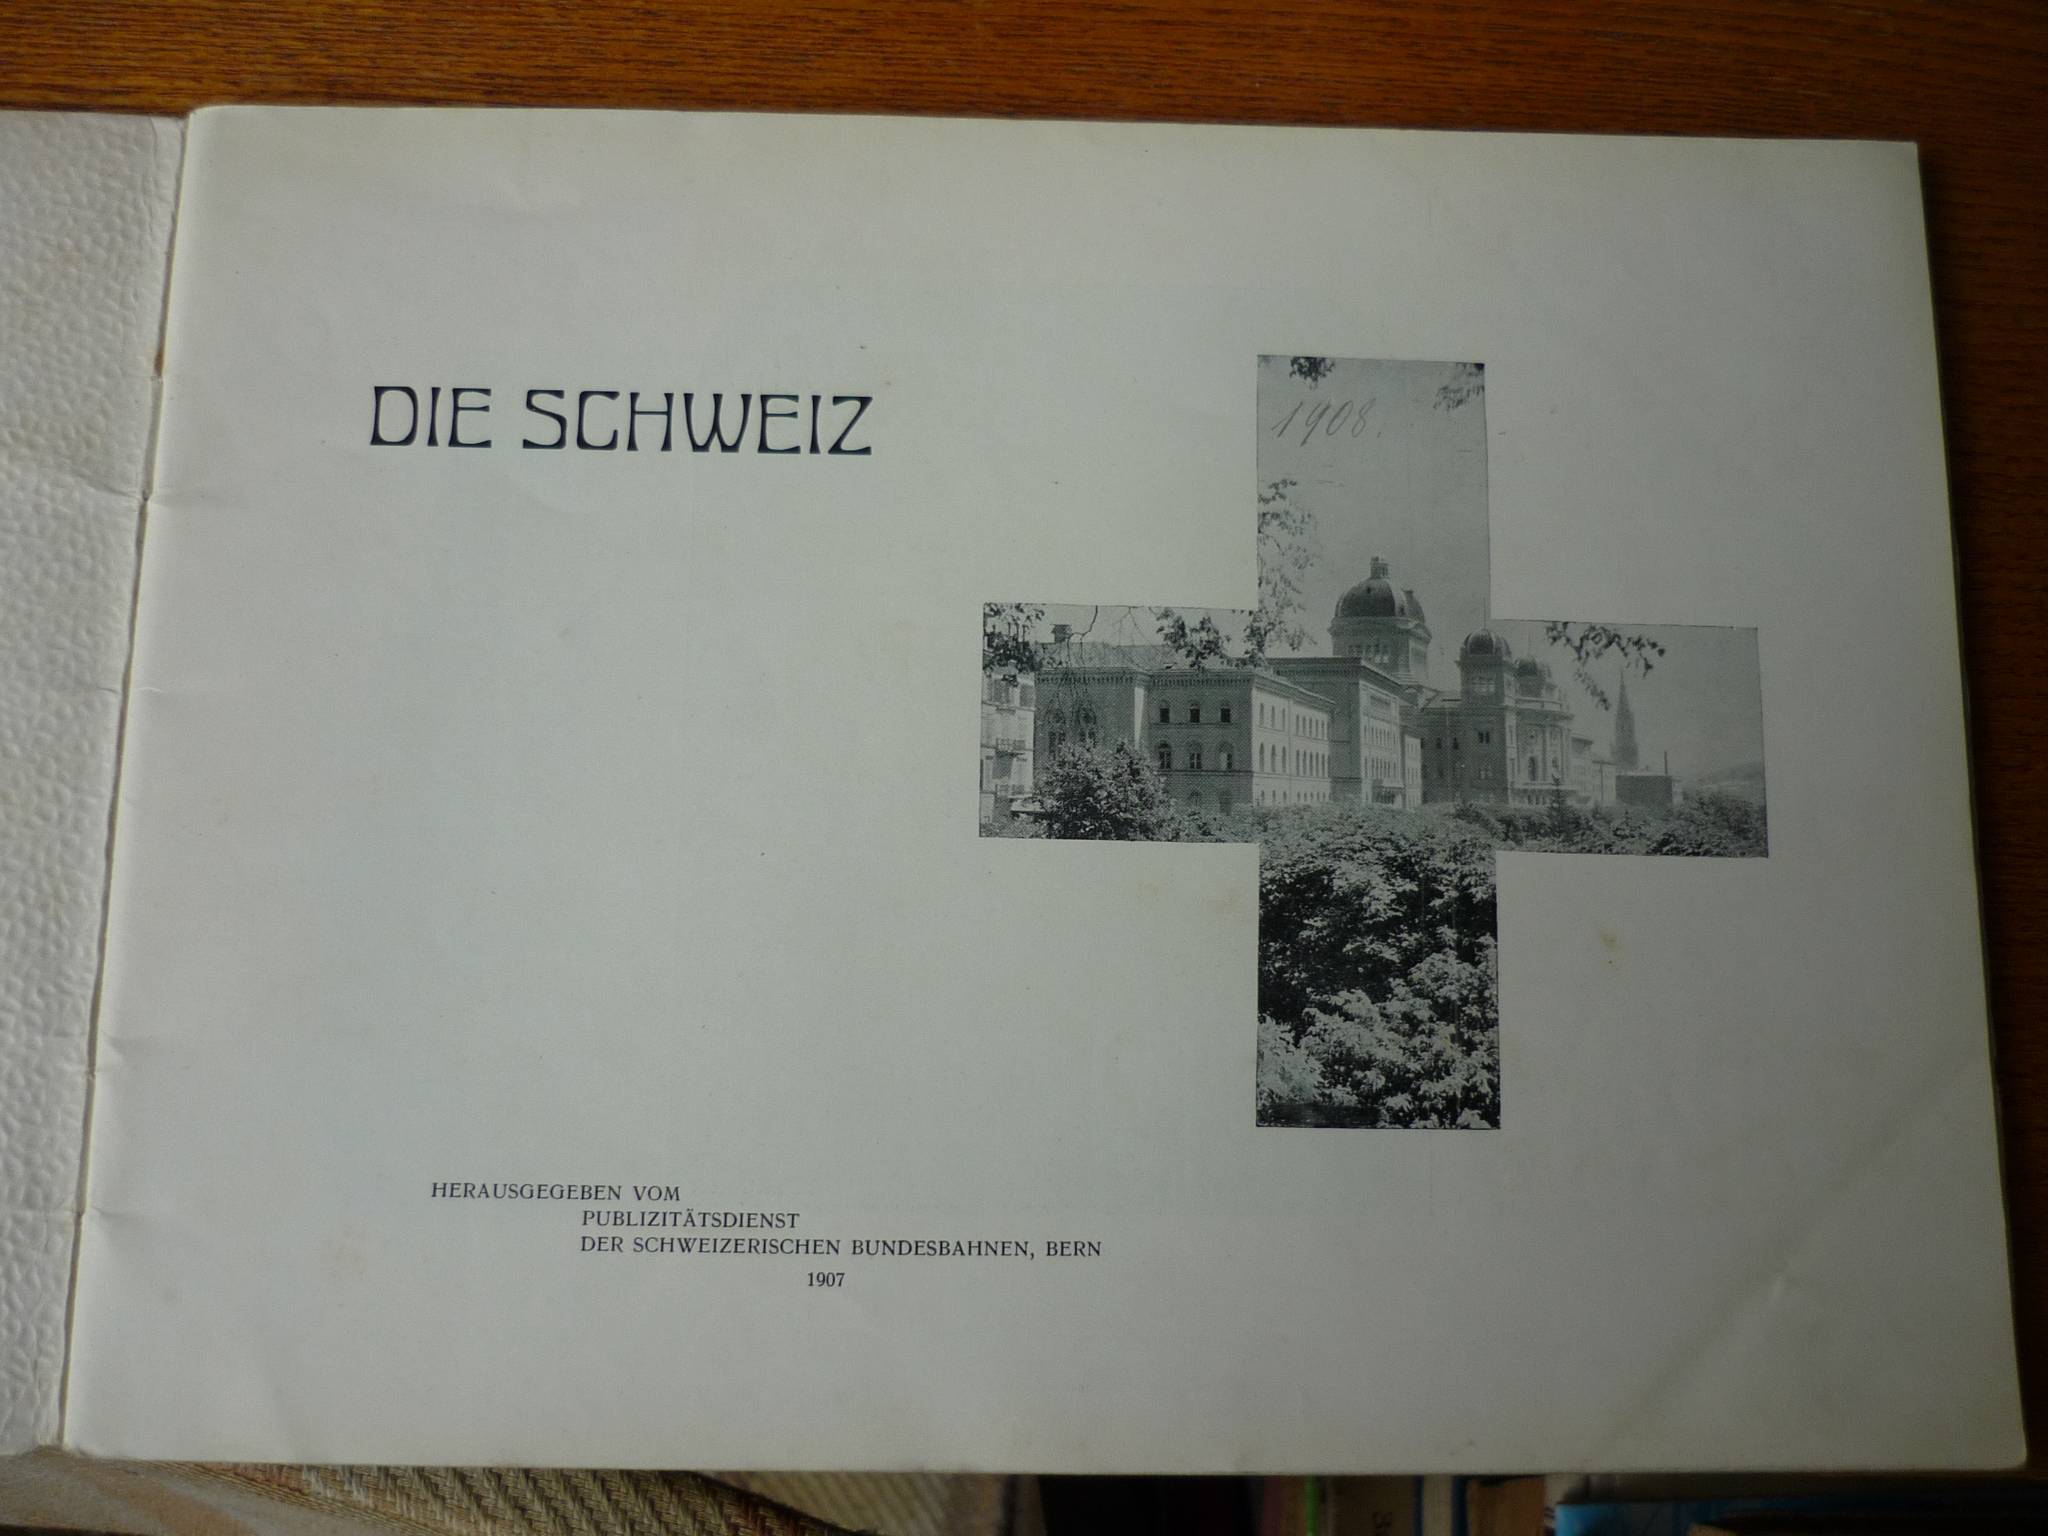 DIE SCHWEIZ
1908.
HERAUSGEGEBEN VOM
PUBLIZITÄTSDIENST
DER SCHWEIZERISCHEN BUNDESBAHNEN, BERN
1907